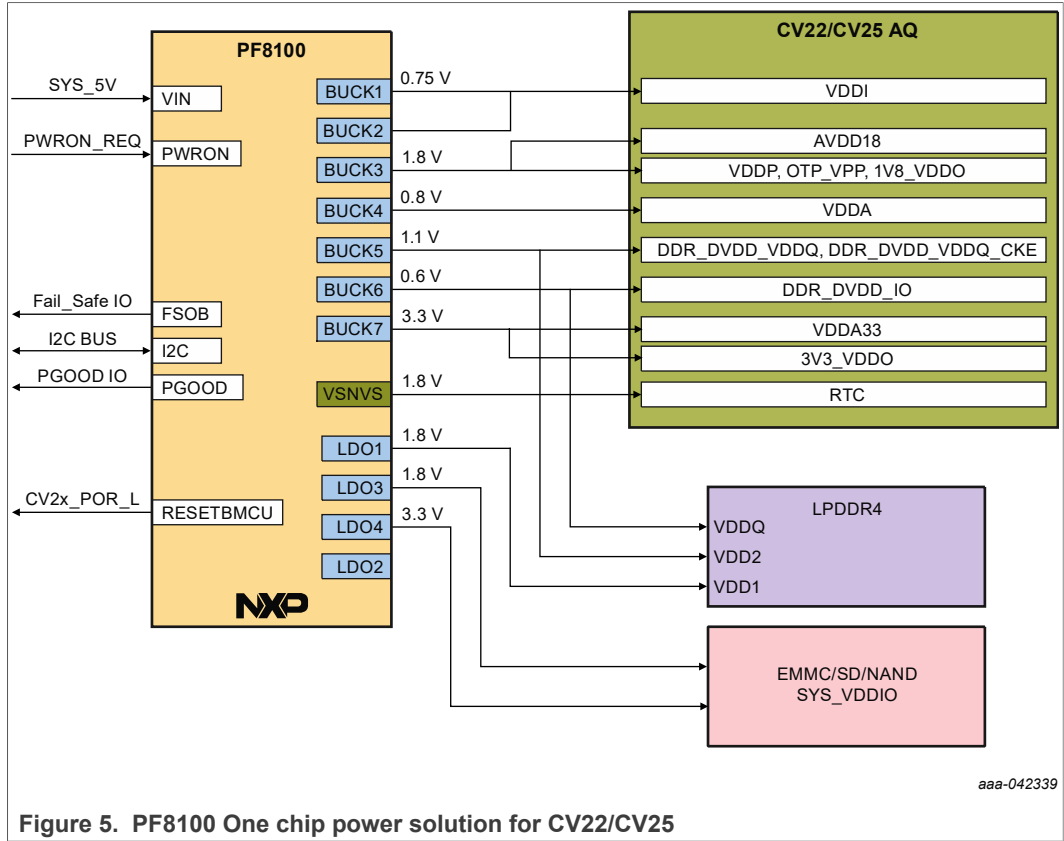 PF8100
CV22/CV25 AQ
SYS_5V
VIN
BUCK1
0.75 V
VDDI
PWRON_REQ
PWRON
BUCK2
AVDD18
BUCK3
1.8 V
VDDP, OTP_VPP, 1V8_VDDO
BUCK4
0.8 V
VDDA
BUCK5
1.1 V
DDR_DVDD_VDDQ, DDR_DVDD_VDDQ_CKE
BUCK6
0.6 V
DDR_DVDD_IO
Fail_Safe IO
FSOB
BUCK7
3.3 V
VDDA33
I2C BUS
I2C
3V3_VDDO
PGOOD IO
PGOOD
VSNVS
1.8 V
RTC
LDO1
1.8 V
LDO3
1.8 V
CV2x_POR_L
RESETBMCU
LDO4
3.3 V
LDO2
NXP
LPDDR4
VDDQ
VDD2
VDD1
EMMC/SD/NAND
SYS_VDDIO
aaa-042339
Figure 5. PF8100 One chip power solution for CV22/CV25